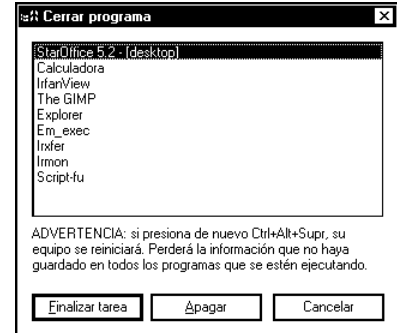 Cerrar programa
StarOffice 5.2 - [desktop]
Calculadora
IrfanView
The GIMP
Explorer
Em_exec
Irxfer
Irmon
Script-fu
ADVERTENCIA: si presiona de nuevo Ctrl+Alt+Supr, su
equipo se reiniciará. Perderá la información que no haya
guardado en todos los programas que se estén ejecutando.
Finalizar tarea Apagar Cancelar